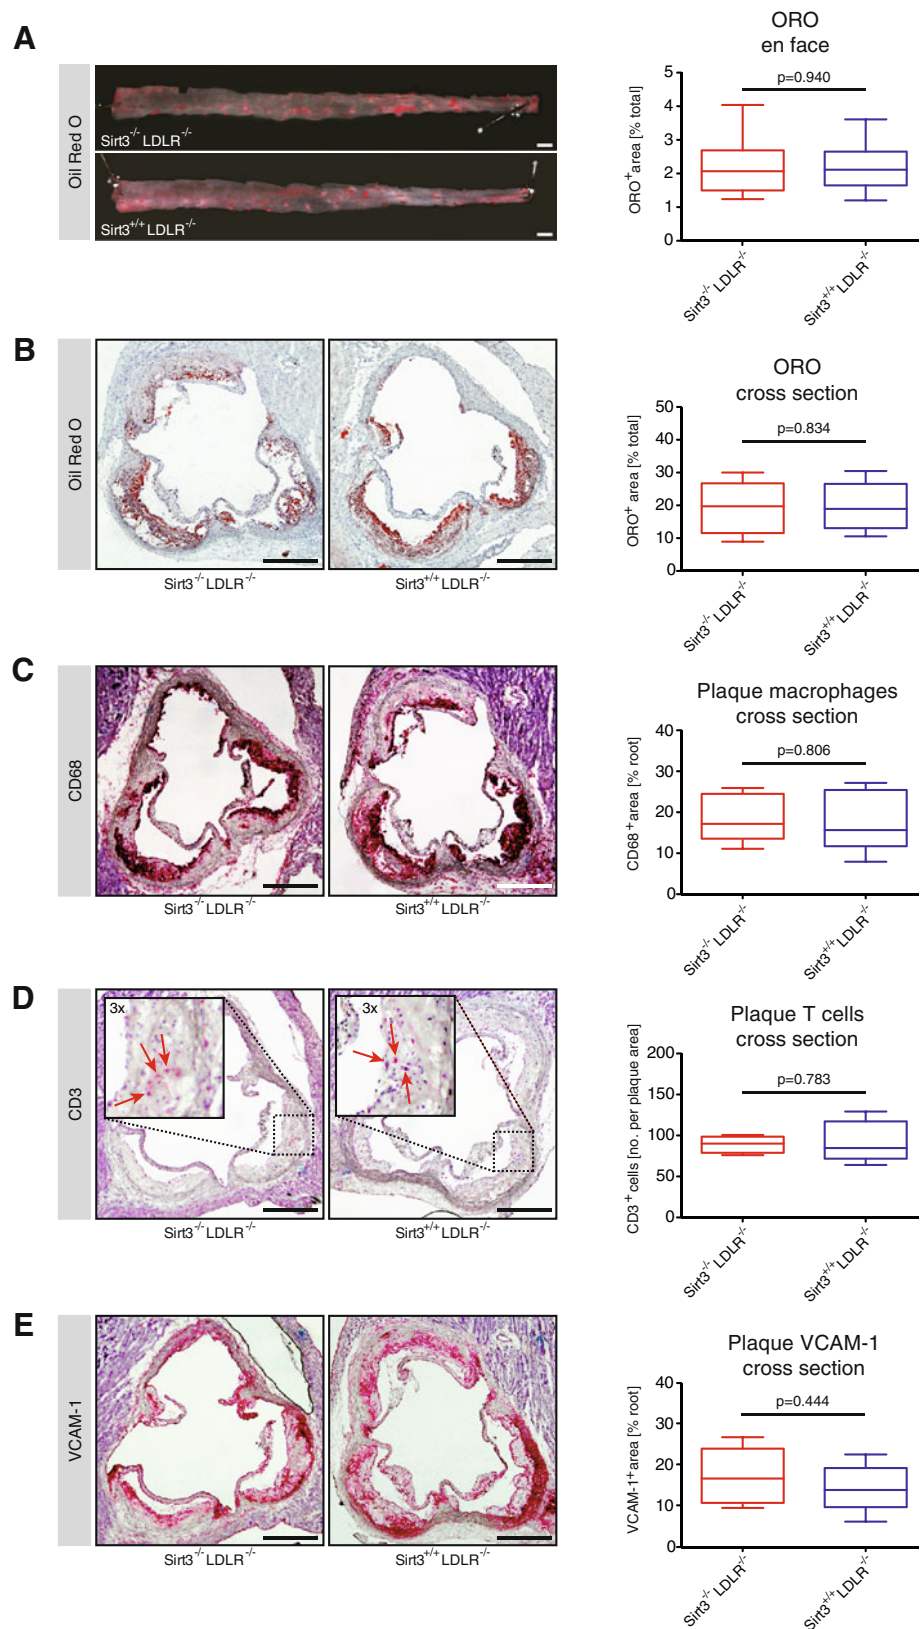 A
Oil Red O
Sirt3-/- LDLR-/-
Sirt3+/+ LDLR-/-
ORO
en face
p=0.940
ORO+ area [% total]
5
4
3
2
1
0
Sirt3-/- LDLR-/-
Sirt3+/+ LDLR-/-
B
Oil Red O
Sirt3-/- LDLR-/-
Sirt3+/+ LDLR-/-
ORO
cross section
p=0.834
ORO+ area [% total]
50
40
30
20
10
0
Sirt3-/- LDLR-/-
Sirt3+/+ LDLR-/-
C
CD68
Sirt3-/- LDLR-/-
Sirt3+/+ LDLR-/-
Plaque macrophages
cross section
p=0.806
CD68+ area [% root]
40
30
20
10
0
Sirt3-/- LDLR-/-
Sirt3+/+ LDLR-/-
D
CD3
3x
3x
Sirt3-/- LDLR-/-
Sirt3+/+ LDLR-/-
Plaque T cells
cross section
p=0.783
CD3+ cells [no. per plaque area]
200
150
100
50
0
Sirt3-/- LDLR-/-
Sirt3+/+ LDLR-/-
E
VCAM-1
Sirt3-/- LDLR-/-
Sirt3+/+ LDLR-/-
Plaque VCAM-1
cross section
p=0.444
VCAM-1+ area [% root]
40
30
20
10
0
Sirt3-/- LDLR-/-
Sirt3+/+ LDLR-/-